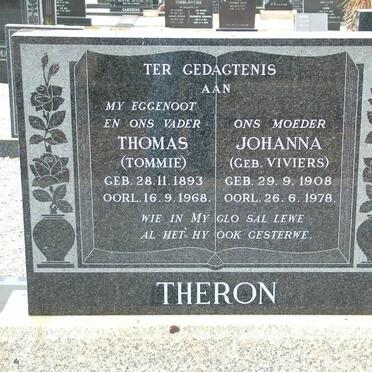 TER GEDAGTENIS
AAN
MY EGGENOOT
EN ONS VADER
THOMAS
(TOMMIE)
GEB. 28.11.1893
OORL. 16.9.1968.
ONS MOEDER
JOHANNA
(GEB. VIVIERS)
GEB. 29.9.1908
OORL. 26.6.1978.
WIE IN MY GLO SAL LEWE
AL HET HY OOK GESTERWE.
THERON